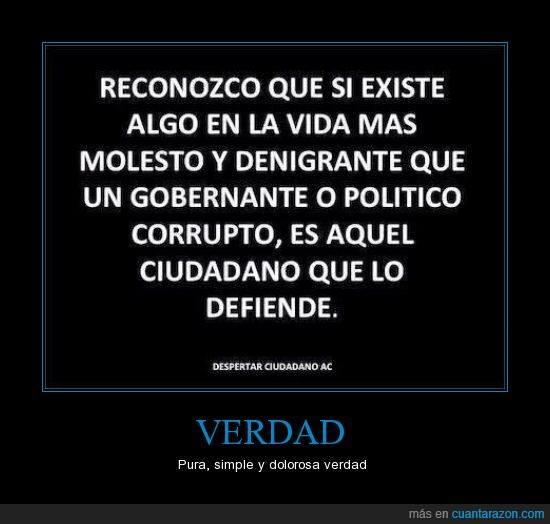 RECONOZCO QUE SI EXISTE
ALGO EN LA VIDA MAS
MOLESTO Y DENIGRANTE QUE
UN GOBERNANTE O POLITICO
CORRUPTO, ES AQUEL
CIUDADANO QUE LO
DEFIENDE.
DESPERTAR CIUDADANO AC
VERDAD
Pura, simple y dolorosa verdad
más en cuantarazon.com